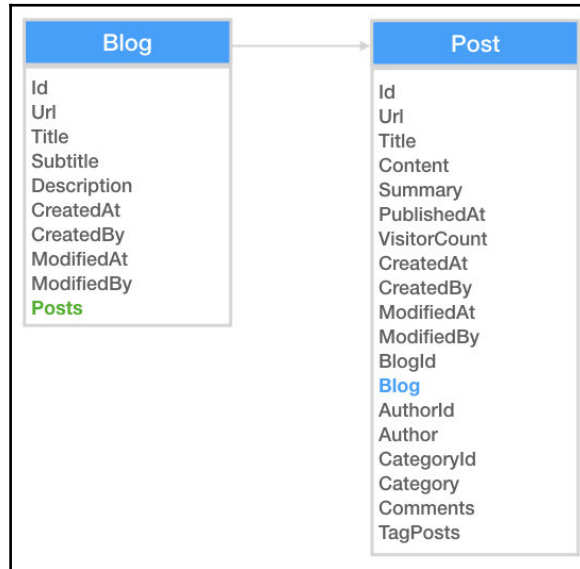 Blog
Id
Url
Title
Subtitle
Description
CreatedAt
CreatedBy
ModifiedAt
ModifiedBy
Posts
Post
Id
Url
Title
Content
Summary
PublishedAt
VisitorCount
CreatedAt
CreatedBy
ModifiedAt
ModifiedBy
BlogId
Blog
AuthorId
Author
CategoryId
Category
Comments
TagPosts